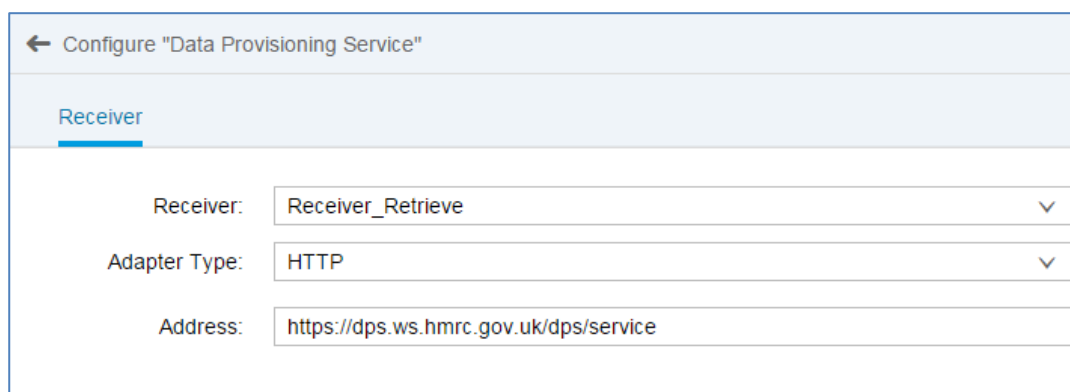 Configure "Data Provisioning Service"
Receiver
Receiver: Receiver_Retrieve
Adapter Type: HTTP
Address: https://dps.ws.hmrc.gov.uk/dps/service